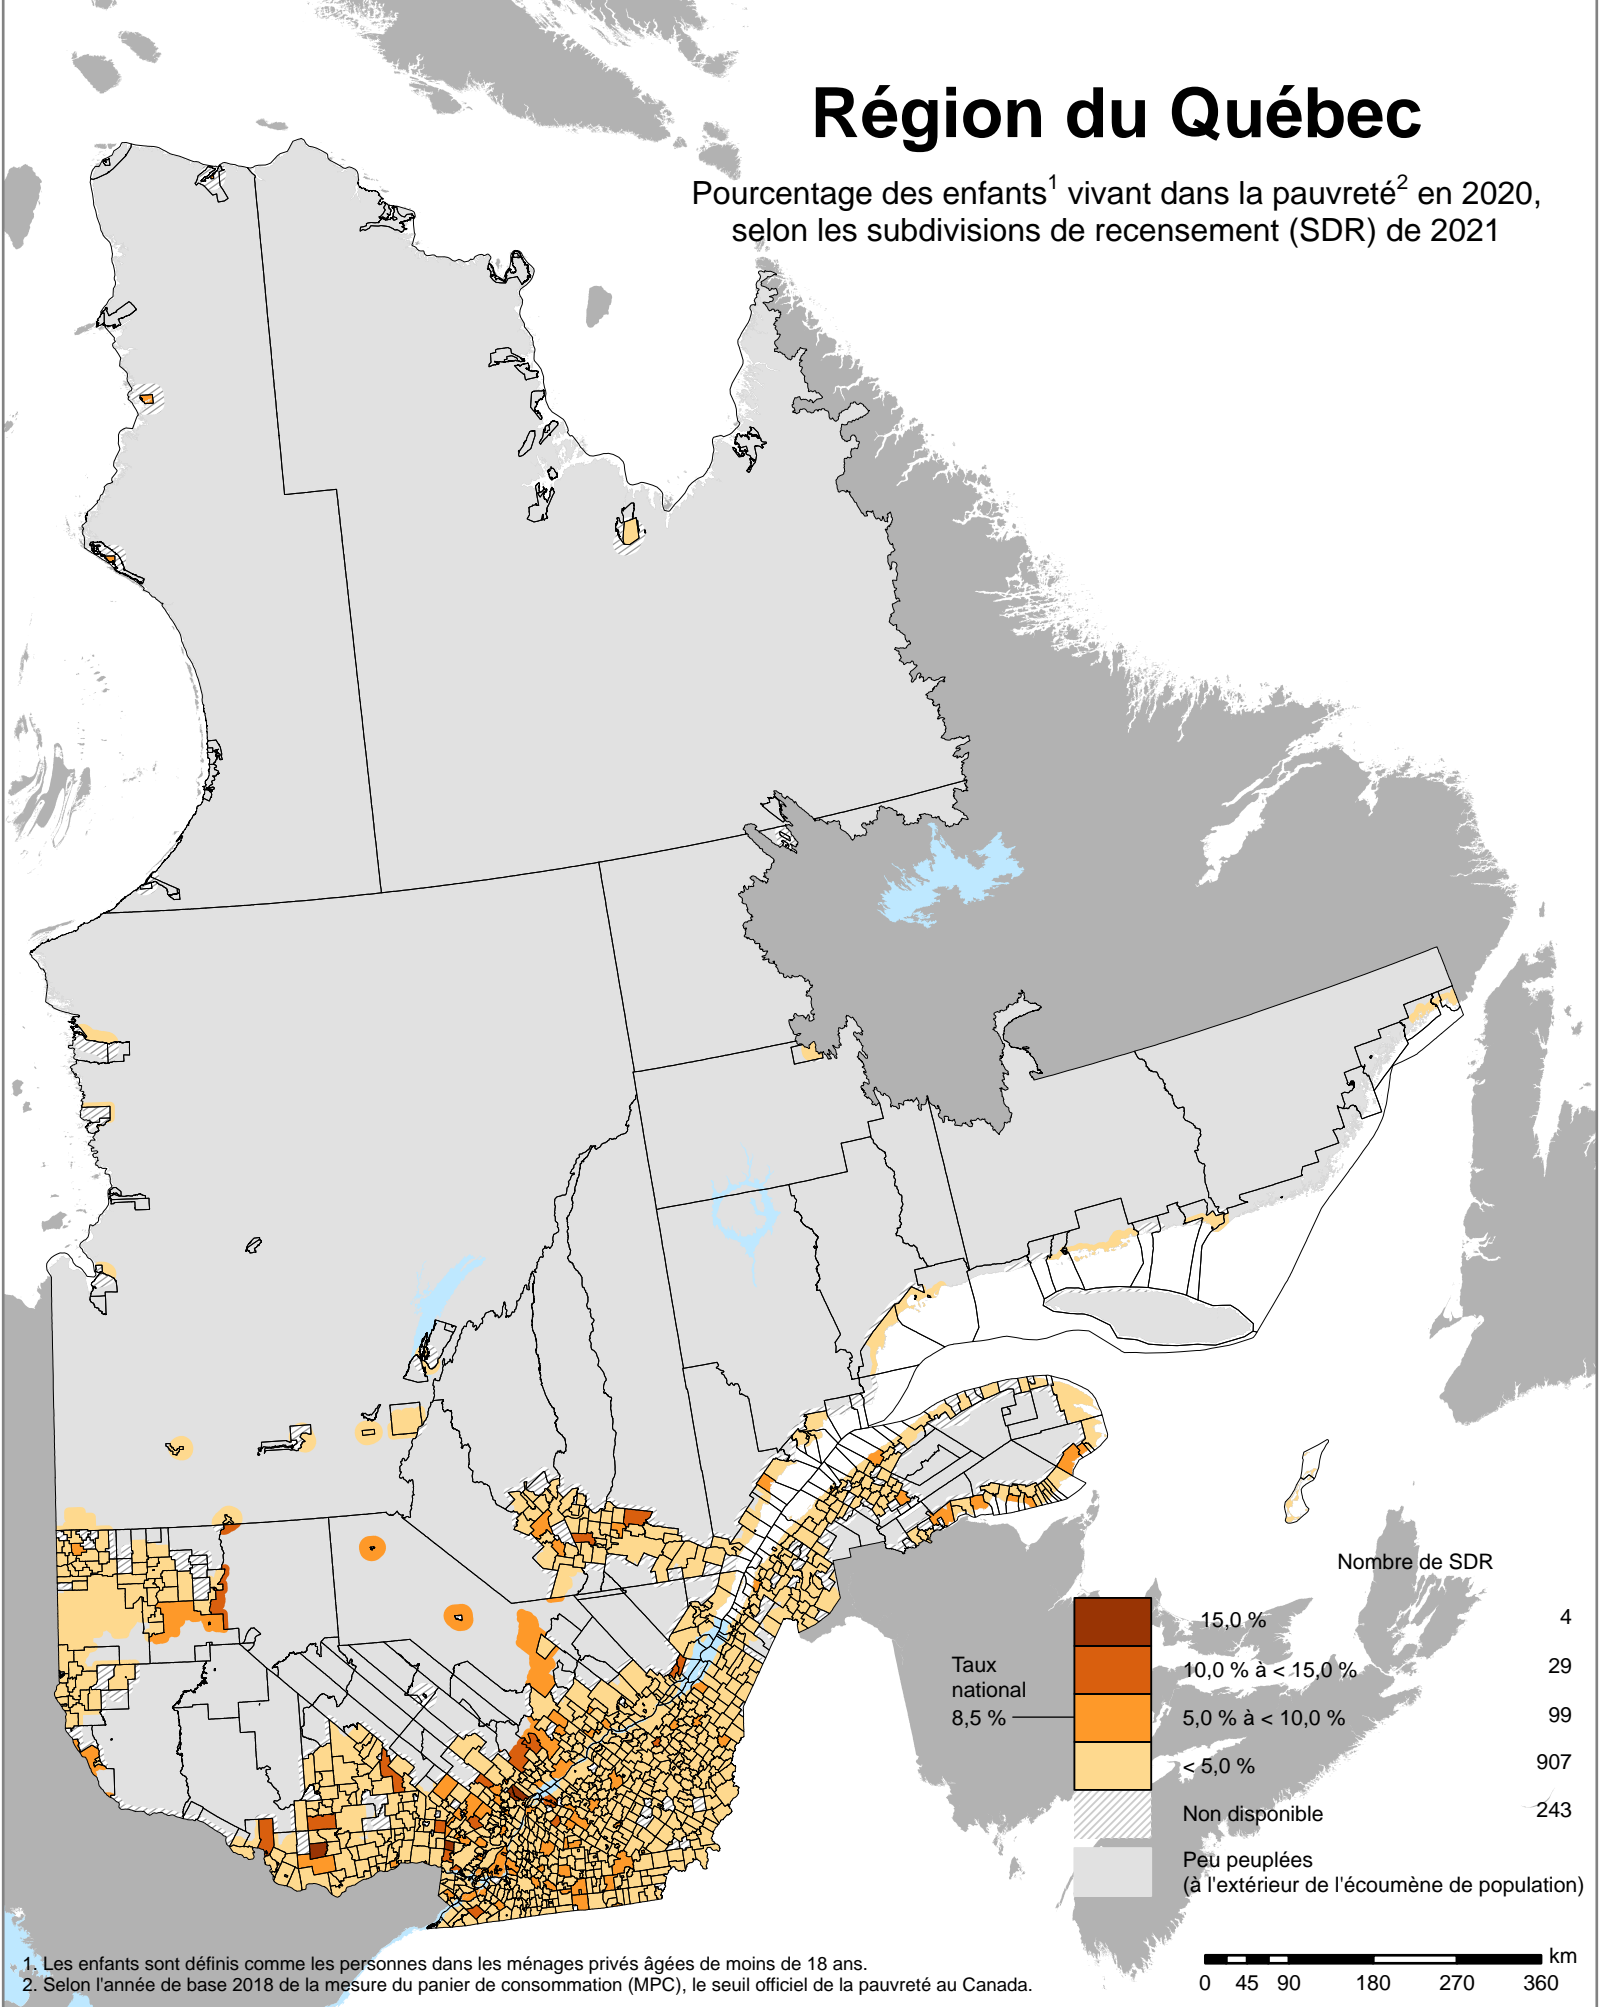 Région du Québec
Pourcentage des enfants¹ vivant dans la pauvreté² en 2020,
selon les subdivisions de recensement (SDR) de 2021
Nombre de SDR
15,0 % 4
10,0 % à < 15,0 % 29
Taux
national
8,5 %
5,0 % à < 10,0 % 99
< 5,0 % 907
Non disponible 243
Peu peuplées
(à l'extérieur de l'écoumène de population)
km
0 45 90 180 270 360
1. Les enfants sont définis comme les personnes dans les ménages privés âgées de moins de 18 ans.
2. Selon l'année de base 2018 de la mesure du panier de consommation (MPC), le seuil officiel de la pauvreté au Canada.